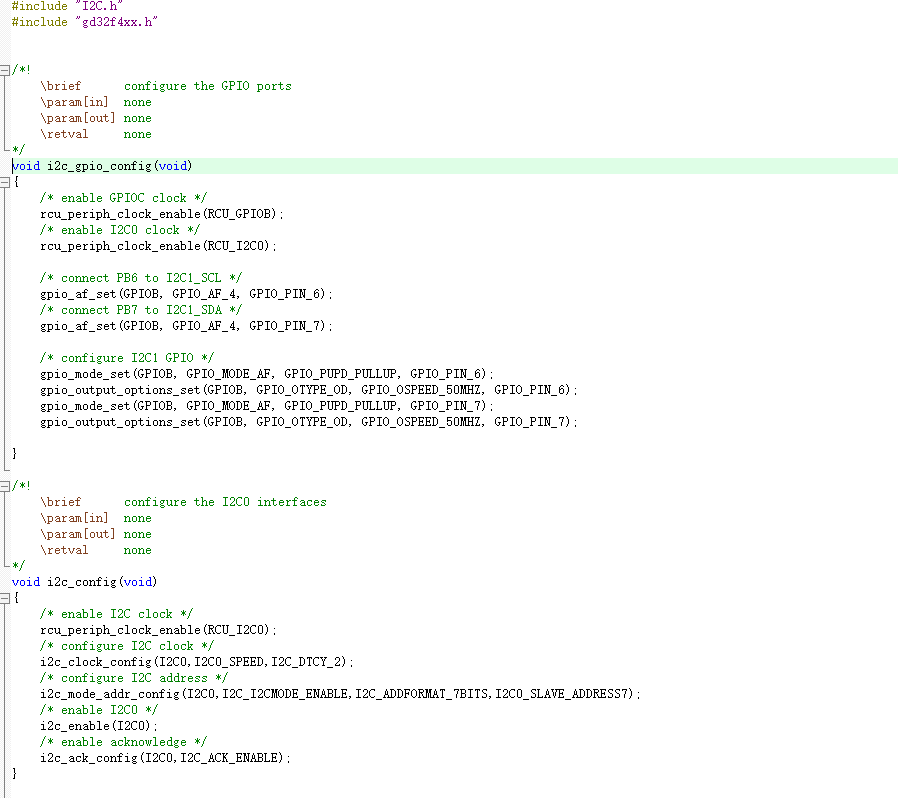 #include "I2C.h"
#include "gd32f4xx.h"
/*!
\brief configure the GPIO ports
\param[in] none
\param[out] none
\retval none
*/
void i2c_gpio_config(void)
{
/* enable GPIOC clock */
rcu_periph_clock_enable(RCU_GPIOB);
/* enable I2C0 clock */
rcu_periph_clock_enable(RCU_I2C0);
/* connect PB6 to I2C1_SCL */
gpio_af_set(GPIOB, GPIO_AF_4, GPIO_PIN_6);
/* connect PB7 to I2C1_SDA */
gpio_af_set(GPIOB, GPIO_AF_4, GPIO_PIN_7);
/* configure I2C1 GPIO */
gpio_mode_set(GPIOB, GPIO_MODE_AF, GPIO_PUPD_PULLUP, GPIO_PIN_6);
gpio_output_options_set(GPIOB, GPIO_OTYPE_OD, GPIO_OSPEED_50MHZ, GPIO_PIN_6);
gpio_mode_set(GPIOB, GPIO_MODE_AF, GPIO_PUPD_PULLUP, GPIO_PIN_7);
gpio_output_options_set(GPIOB, GPIO_OTYPE_OD, GPIO_OSPEED_50MHZ, GPIO_PIN_7);
}
/*!
\brief configure the I2C0 interfaces
\param[in] none
\param[out] none
\retval none
*/
void i2c_config(void)
{
/* enable I2C clock */
rcu_periph_clock_enable(RCU_I2C0);
/* configure I2C clock */
i2c_clock_config(I2C0,I2C0_SPEED,I2C_DTCY_2);
/* configure I2C address */
i2c_mode_addr_config(I2C0,I2C_I2CMODE_ENABLE,I2C_ADDFORMAT_7BITS,I2C0_SLAVE_ADDRESS7);
/* enable I2C0 */
i2c_enable(I2C0);
/* enable acknowledge */
i2c_ack_config(I2C0,I2C_ACK_ENABLE);
}